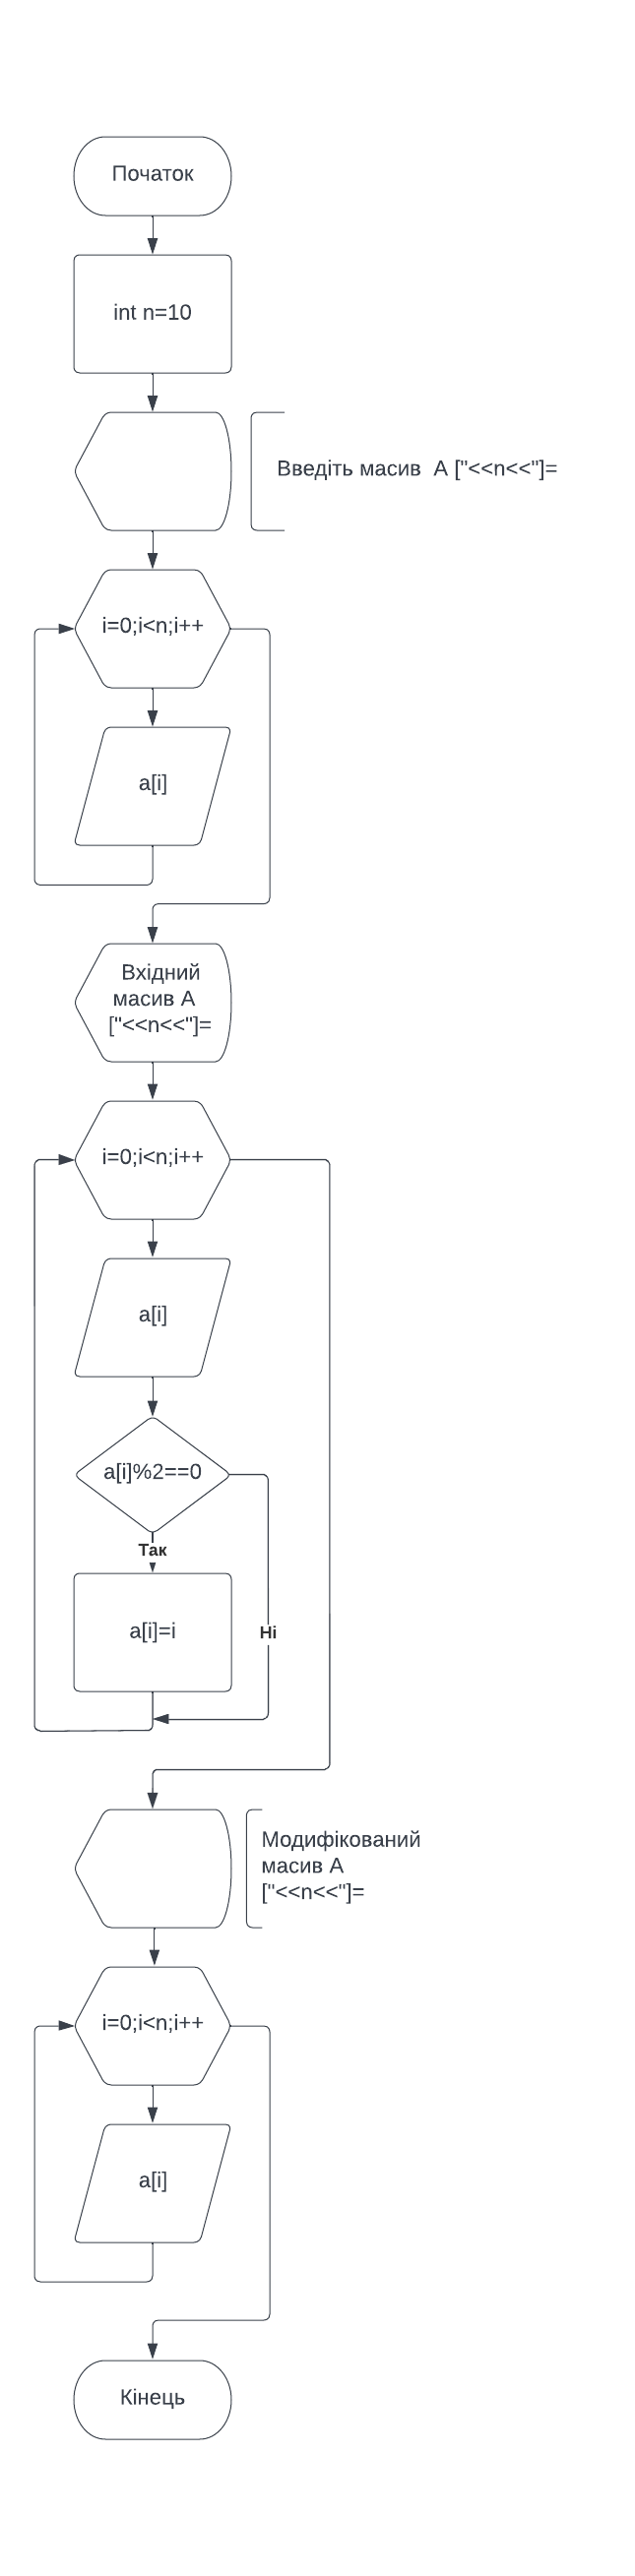 Початок
int n=10
Введіть масив  А ["<<n<<"]=
i=0;i<n;i++
a[i]
Вхідний
масив А
["<<n<<"]=
i=0;i<n;i++
a[i]
a[i]%2==0
Так
a[i]=i
Ні
Модифікований
масив А
["<<n<<"]=
i=0;i<n;i++
a[i]
Кінець